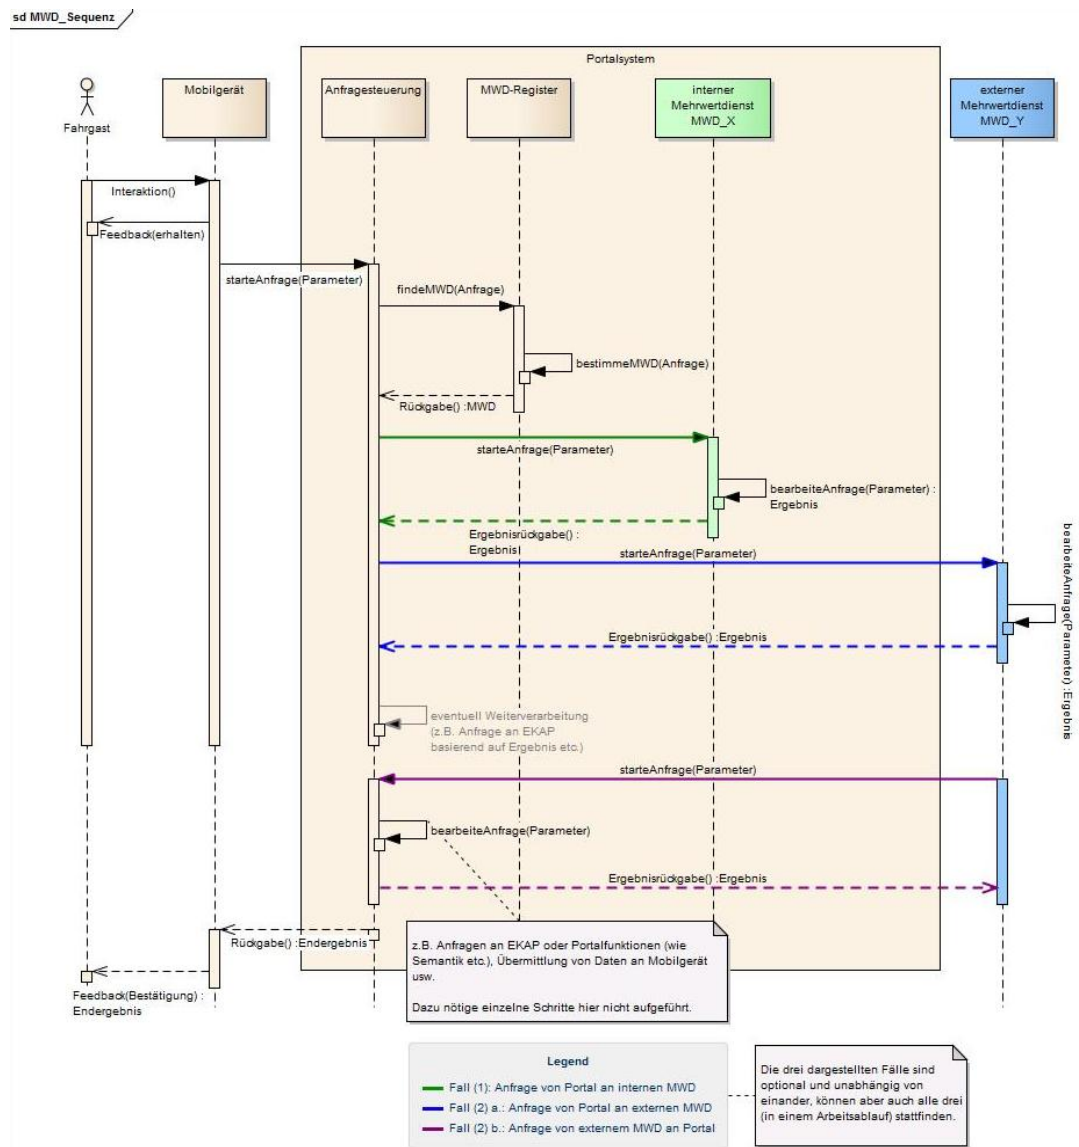 sd MWD_Sequenz
Portalsystem
Fahrgast
Mobilgerät
Anfragesteuerung
MWD-Register
interner
Mehrwertdienst
MWD_X
externer
Mehrwertdienst
MWD_Y
Interaktion()
Feedback(erhalten)
starteAnfrage(Parameter)
findeMWD(Anfrage)
bestimmeMWD(Anfrage)
Rückgabe() :MWD
starteAnfrage(Parameter)
bearbeiteAnfrage(Parameter) :
Ergebnis
Ergebnisrückgabe() :
Ergebnis
starteAnfrage(Parameter)
bearbeiteAnfrage(Parameter) :Ergebnis
Ergebnisrückgabe() :Ergebnis
eventuell Weiterverarbeitung
(z.B. Anfrage an EKAP
basierend auf Ergebnis etc.)
starteAnfrage(Parameter)
bearbeiteAnfrage(Parameter)
Ergebnisrückgabe() :Ergebnis
Rückgabe() :Endergebnis
Feedback(Bestätigung) :
Endergebnis
z.B. Anfragen an EKAP oder Portalfunktionen (wie
Semantik etc.), Übermittlung von Daten an Mobilgerät
usw.
Dazu nötige einzelne Schritte hier nicht aufgeführt.
Legend
Fall (1): Anfrage von Portal an internen MWD
Fall (2) a.: Anfrage von Portal an externen MWD
Fall (2) b.: Anfrage von externem MWD an Portal
Die drei dargestellten Fälle sind
optional und unabhängig von
einander, können aber auch alle drei
(in einem Arbeitsablauf) stattfinden.